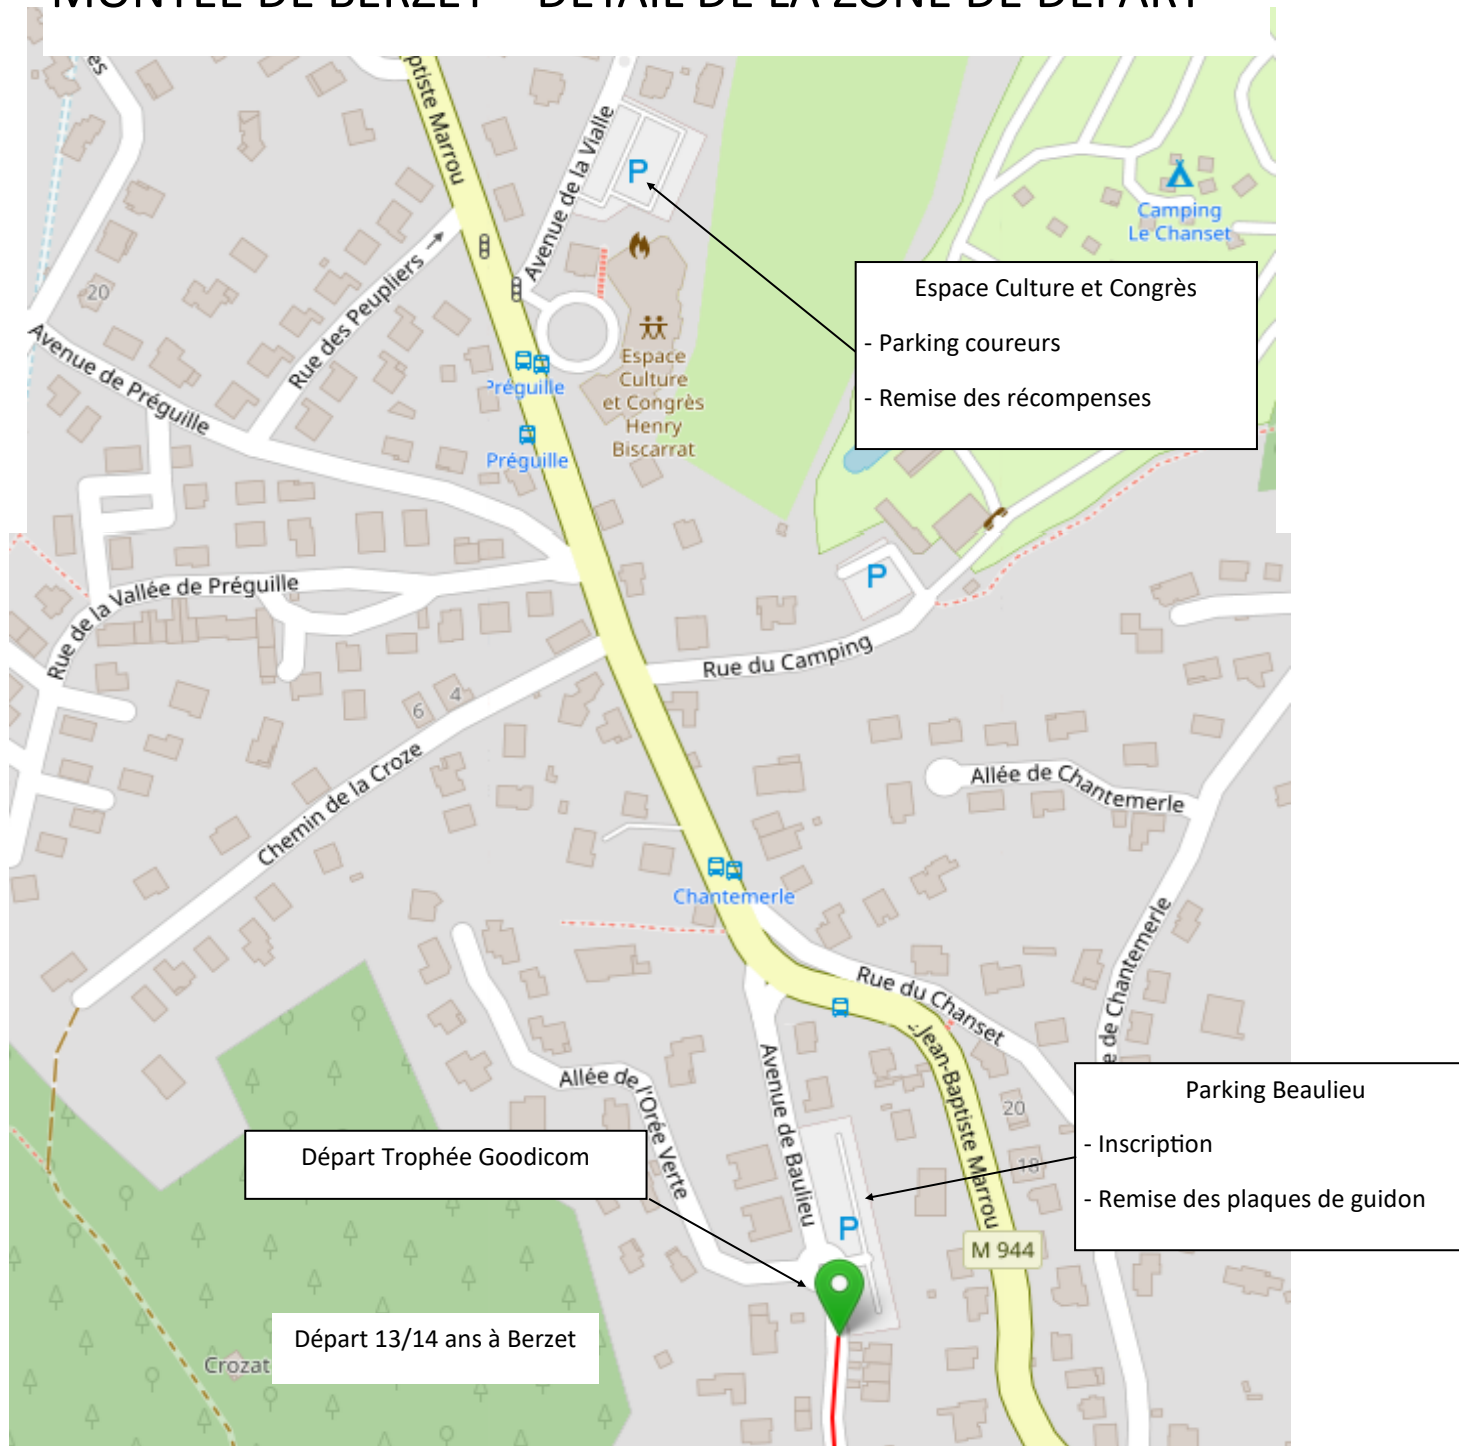 MONTEE DE BERZET – DETAIL DE LA ZONE DE DEPART
ptiste Marrou
Avenue de la Vialle
P
Camping
Le Chanset
Espace Culture et Congrès
- Parking coureurs
- Remise des récompenses
20
Rue des Peupliers
Avenue de Préguille
Préguille
Préguille
Espace
Culture
et Congrès
Henry
Biscarrat
P
Rue de la Vallée de Préguille
Rue du Camping
6
4
Chemin de la Croze
Allée de Chantemerle
Chantemerle
Rue du Chanset
e de Chantemerle
Jean-Baptiste Marrou
Allée de l'Orée Verte
Avenue de Baulieu
20
18
Parking Beaulieu
- Inscription
- Remise des plaques de guidon
Départ Trophée Goodicom
P
M 944
Départ 13/14 ans à Berzet
Crozat